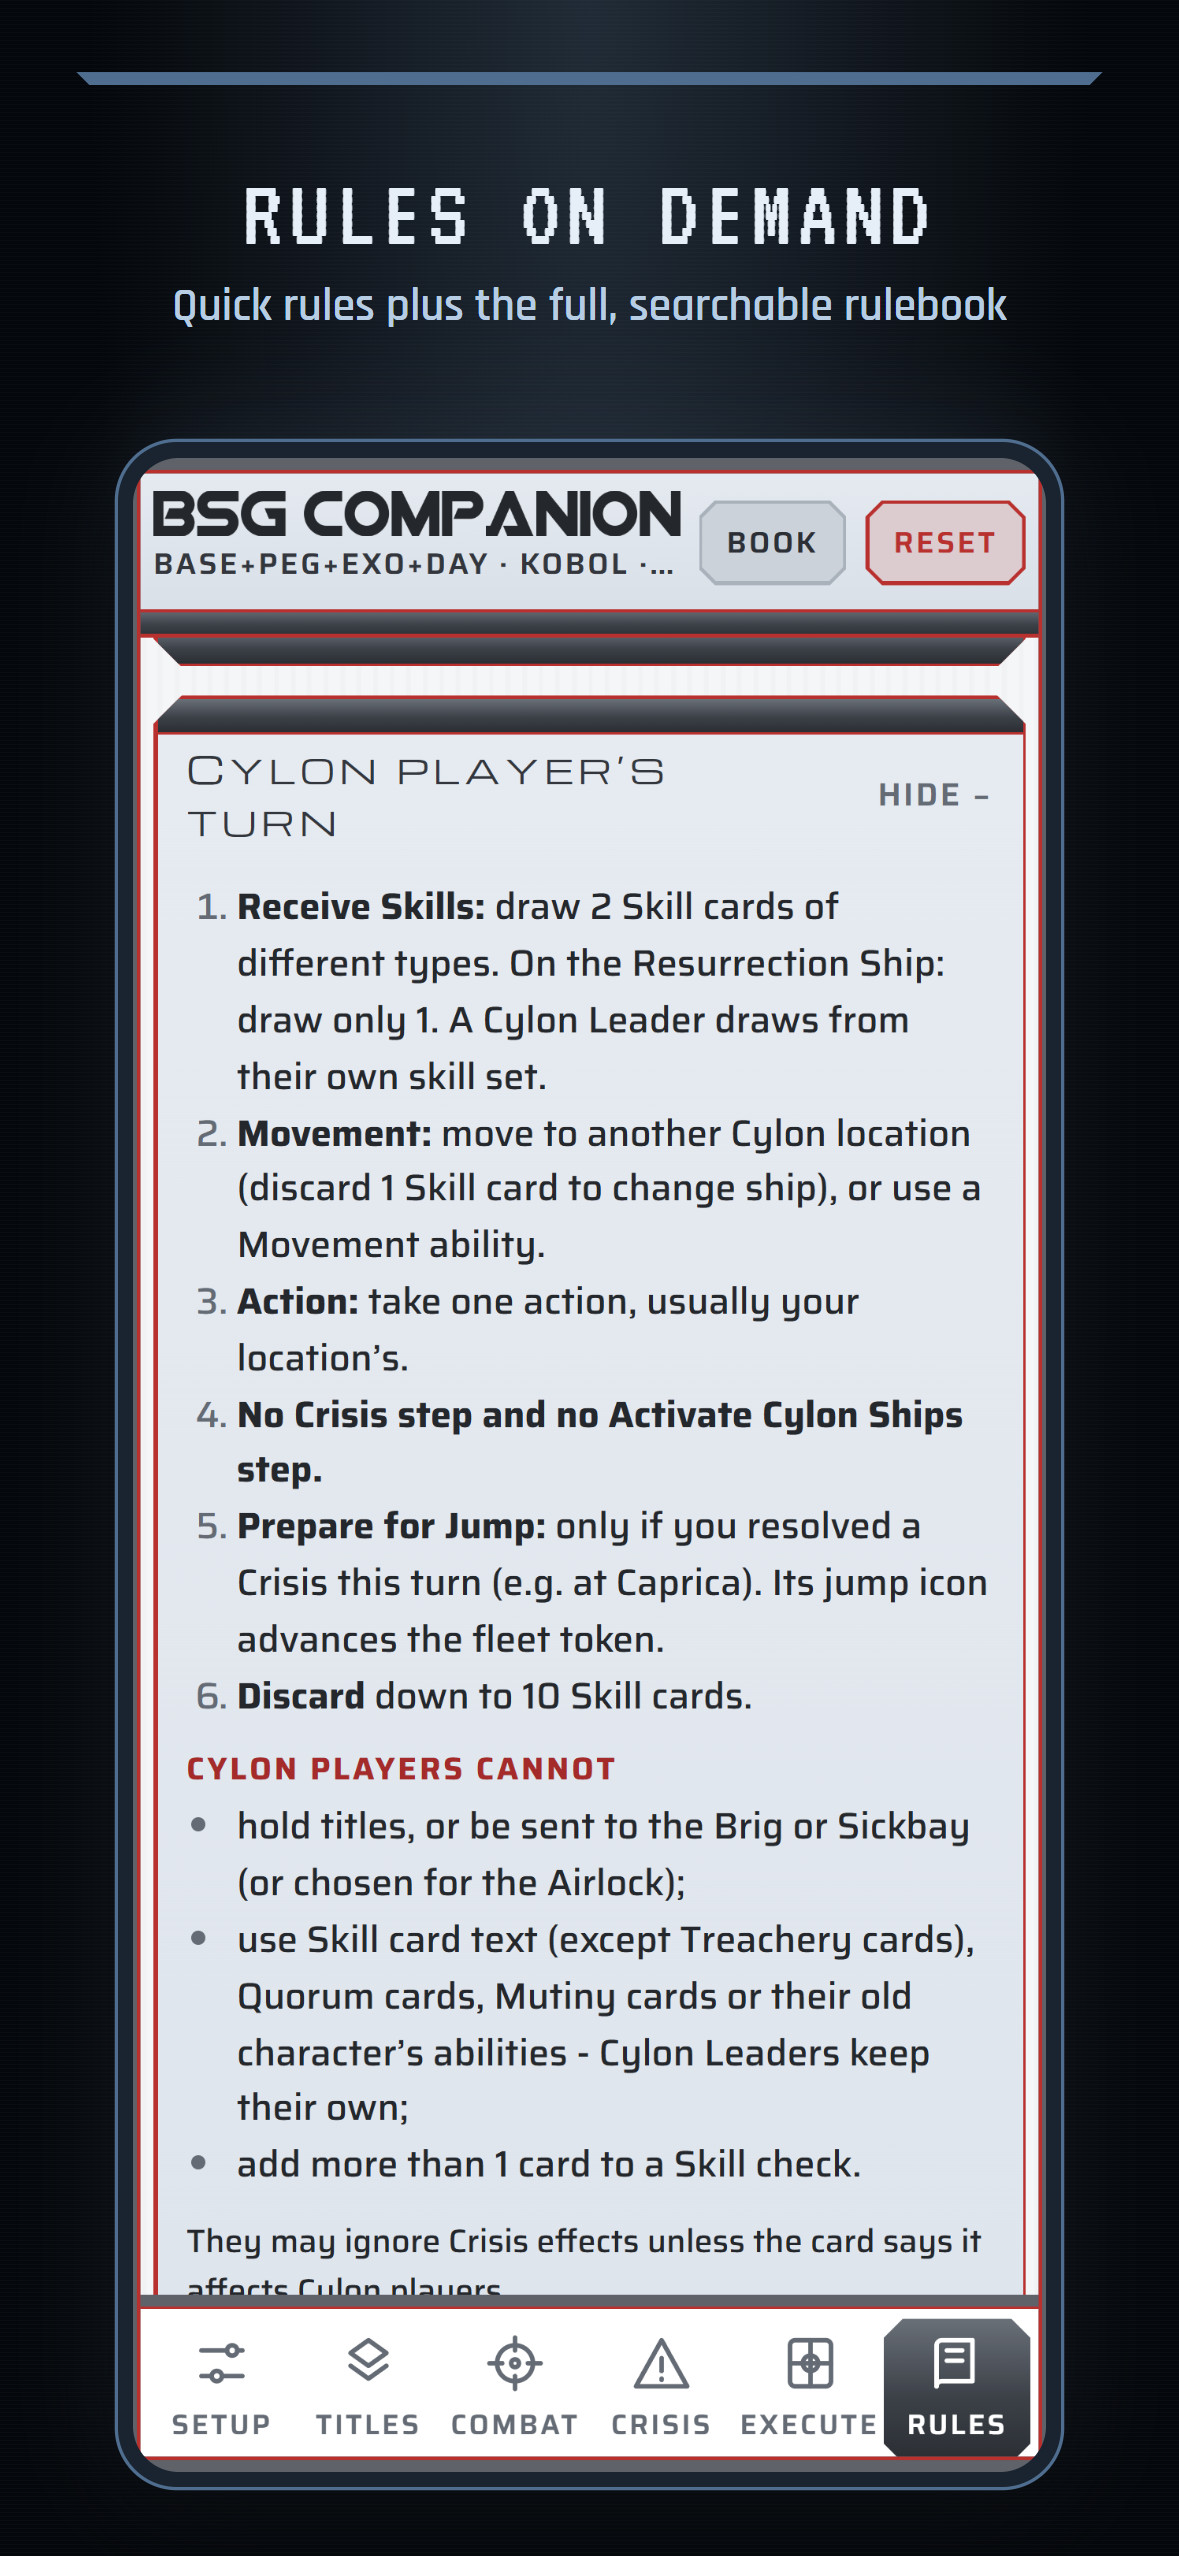 RULES ON DEMAND
Quick rules plus the full, searchable rulebook
BSG COMPANION
BASE+PEG+EXO+DAY · KOBOL ·...
BOOK
RESET
CYLON PLAYER'S
TURN
HIDE –
1. Receive Skills: draw 2 Skill cards of
different types. On the Resurrection Ship:
draw only 1. A Cylon Leader draws from
their own skill set.
2. Movement: move to another Cylon location
(discard 1 Skill card to change ship), or use a
Movement ability.
3. Action: take one action, usually your
location’s.
4. No Crisis step and no Activate Cylon Ships
step.
5. Prepare for Jump: only if you resolved a
Crisis this turn (e.g. at Caprica). Its jump icon
advances the fleet token.
6. Discard down to 10 Skill cards.
CYLON PLAYERS CANNOT
• hold titles, or be sent to the Brig or Sickbay
(or chosen for the Airlock);
• use Skill card text (except Treachery cards),
Quorum cards, Mutiny cards or their old
character’s abilities - Cylon Leaders keep
their own;
• add more than 1 card to a Skill check.
They may ignore Crisis effects unless the card says it
affects Cylon players
SETUP
TITLES
COMBAT
CRISIS
EXECUTE
RULES